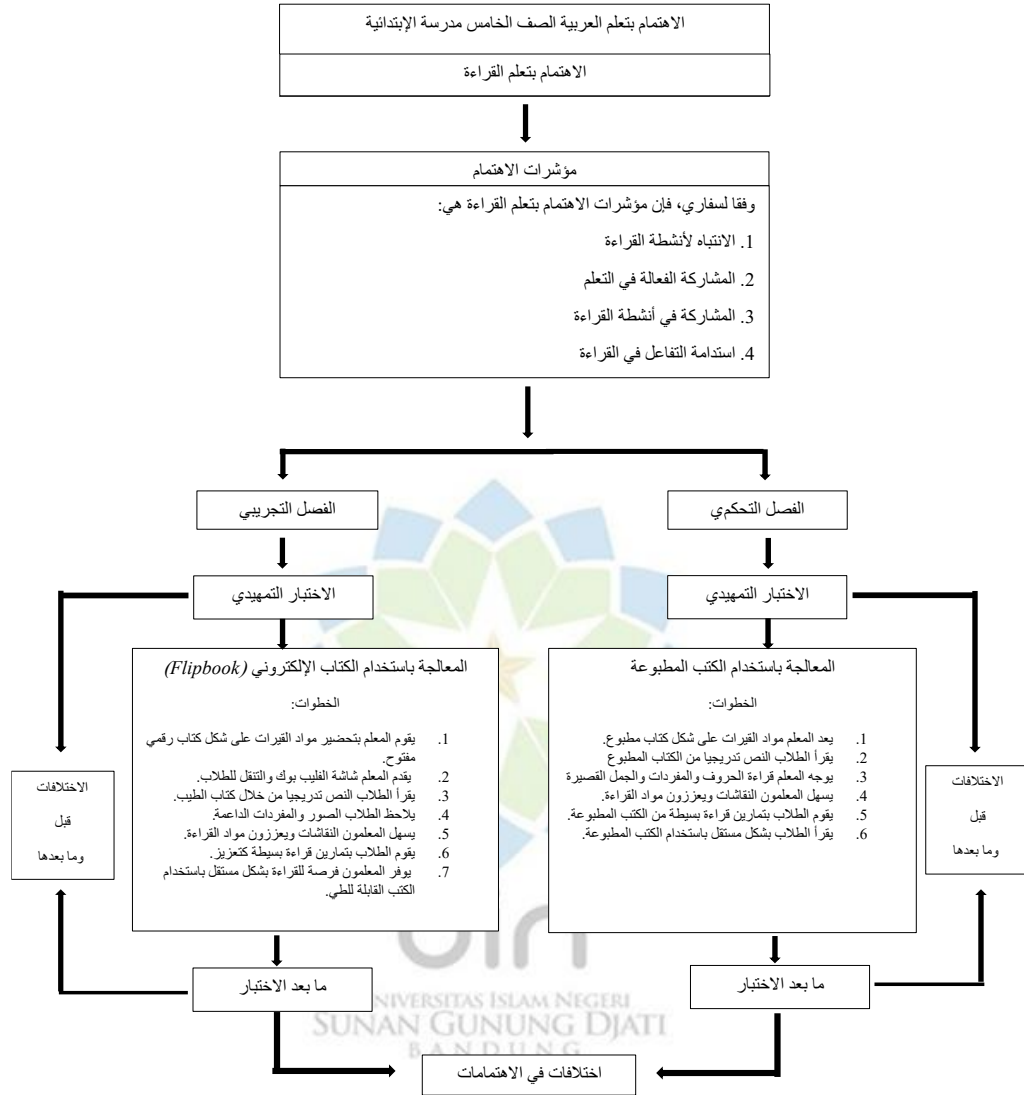 الاهتمام بتعلم العربية الصف الخامس مدرسة الإبتدائية
الاهتمام بتعلم القراءة
مؤشرات الاهتمام
وفقا لسفاري، فإن مؤشرات الاهتمام بتعلم القراءة هي:
1. الانتباه لأنشطة القراءة
2. المشاركة الفعالة في التعلم
3. المشاركة في أنشطة القراءة
4. استدامة التفاعل في القراءة
الفصل التحكمي
الفصل التجريبي
الاختبار التمهيدي
الاختبار التمهيدي
المعالجة باستخدام الكتب المطبوعة
الخطوات:
1. يعد المعلم مواد القيرات على شكل كتاب مطبوع.
2. يقرأ الطلاب النص تدريجيا من الكتاب المطبوع
3. يوجه المعلم قراءة الحروف والمفردات والجمل القصيرة
4. يسهل المعلمون النقاشات ويعززون مواد القراءة.
5. يقوم الطلاب بتمارين قراءة بسيطة من الكتب المطبوعة.
6. يقرأ الطلاب بشكل مستقل باستخدام الكتب المطبوعة.
المعالجة باستخدام الكتاب الإلكتروني (Flipbook)
الخطوات:
1. يقوم المعلم بتحضير مواد القيرات على شكل كتاب رقمي
مفتوح.
2. يقدم المعلم شاشة الفليب بوك والتنقل للطلاب.
3. يقرأ الطلاب النص تدريجيا من خلال كتاب الطيب.
4. يلاحظ الطلاب الصور والمفردات الداعمة.
5. يسهل المعلمون النقاشات ويعززون مواد القراءة.
6. يقوم الطلاب بتمارين قراءة بسيطة كتعزيز.
7. يوفر المعلمون فرصة للقراءة بشكل مستقل باستخدام
الكتب القابلة للطي.
الاختلافات
قبل
وما بعدها
الاختلافات
قبل
وما بعدها
ما بعد الاختبار
ما بعد الاختبار
uin
UNIVERSITAS ISLAM NEGERI
SUNAN GUNUNG DJATI
BANDUNG
اختلافات في الاهتمامات